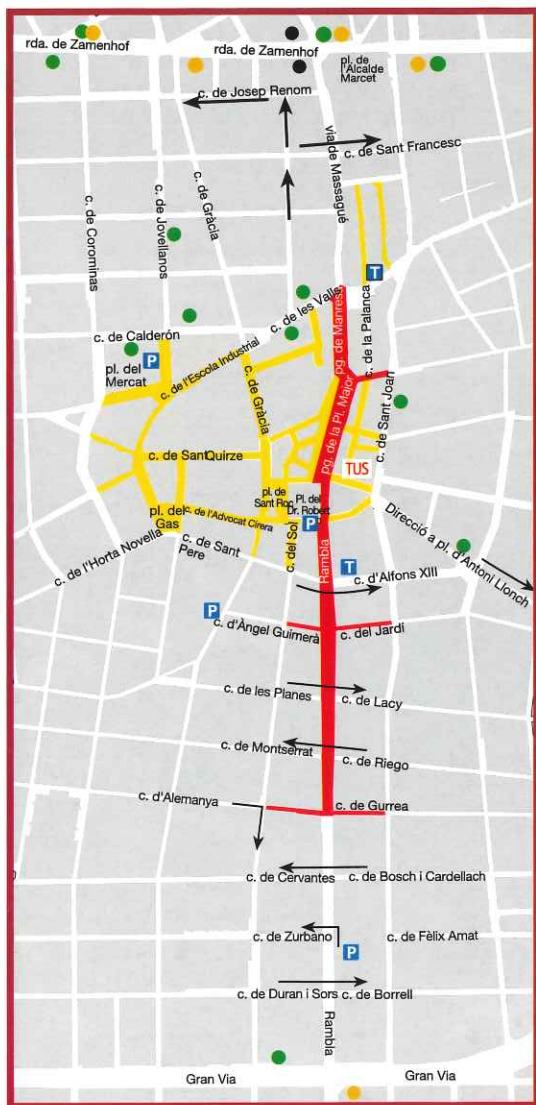 rda. de Zamenhof
rda. de Zamenhof
pl. de
l'Alcalde
Marcet
c. de Josep Renom
via de Massagué
c. de Sant Francesc
c. de Corominas
c. de Jovellanos
c. de Gràcia
T
c. de les Valls
pg. de Manresa
c. de la Palanca
c. de Calderón
P
pl. del
Mercat
c. de l'Escola Industrial
c. de Gràcia
pg. de la Pl. Major
c. de Sant Joan
c. de Sant Quirze
TUS
pl. de
Sant Roc
Pl. del
Dr. Robert
P
pl. del
Gas
c. de l'Advocat Cirera
c. del Sol
Direcció a pl. d'Antoni Llonch
c. de l'Horta Novella
c. de Sant
Pere
Rambla
T
c. d'Alfons XIII
P
c. d'Àngel Guimerà
c. del Jardí
c. de les Planes
c. de Lacy
c. de Montserrat
c. de Riego
c. d'Alemanya
c. de Gurrea
c. de Cervantes
c. de Bosch i Cardellach
c. de Zurbano
P
c. de Fèlix Amat
c. de Duran i Sors
c. de Borrell
Rambla
Gran Via
Gran Via